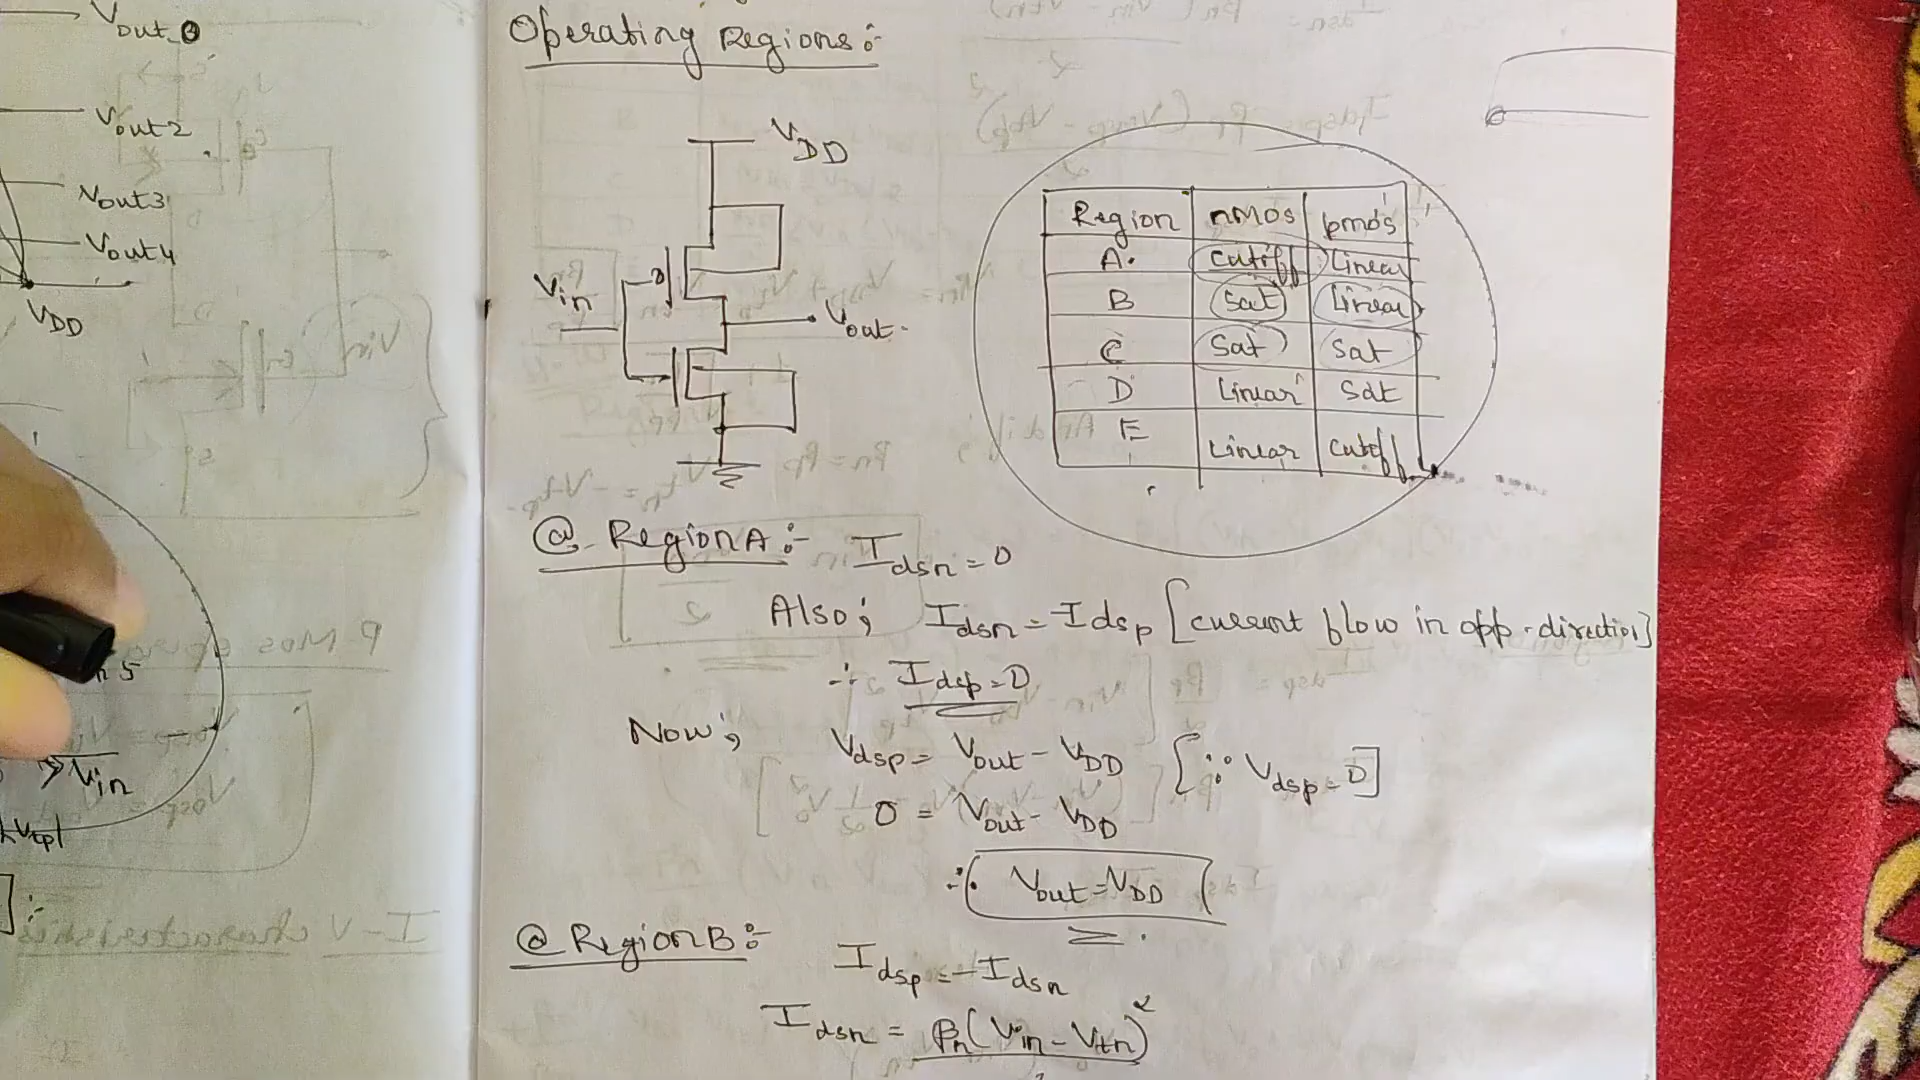 Vout 0
Vout2
Vout3
Vout4
VDD
Vin
Operating Regions:-
VDD
Vin
Vout.
Region nMOS pmos
A. Cutoff Linear
B Sat Linear
C Sat Sat
D Linear Sat
E Linear Cutoff
@ Region A :- Idsn = 0
Also; Idsn = -Idsp [current flow in opp. direction]
∴ Idsp = 0
Now; Vdsp = Vout - VDD [∵ Vdsp = 0]
0 = Vout - VDD
∴ Vout = VDD
@ Region B :- Idsp = -Idsn
Idsn = βn(Vin - Vtn)²